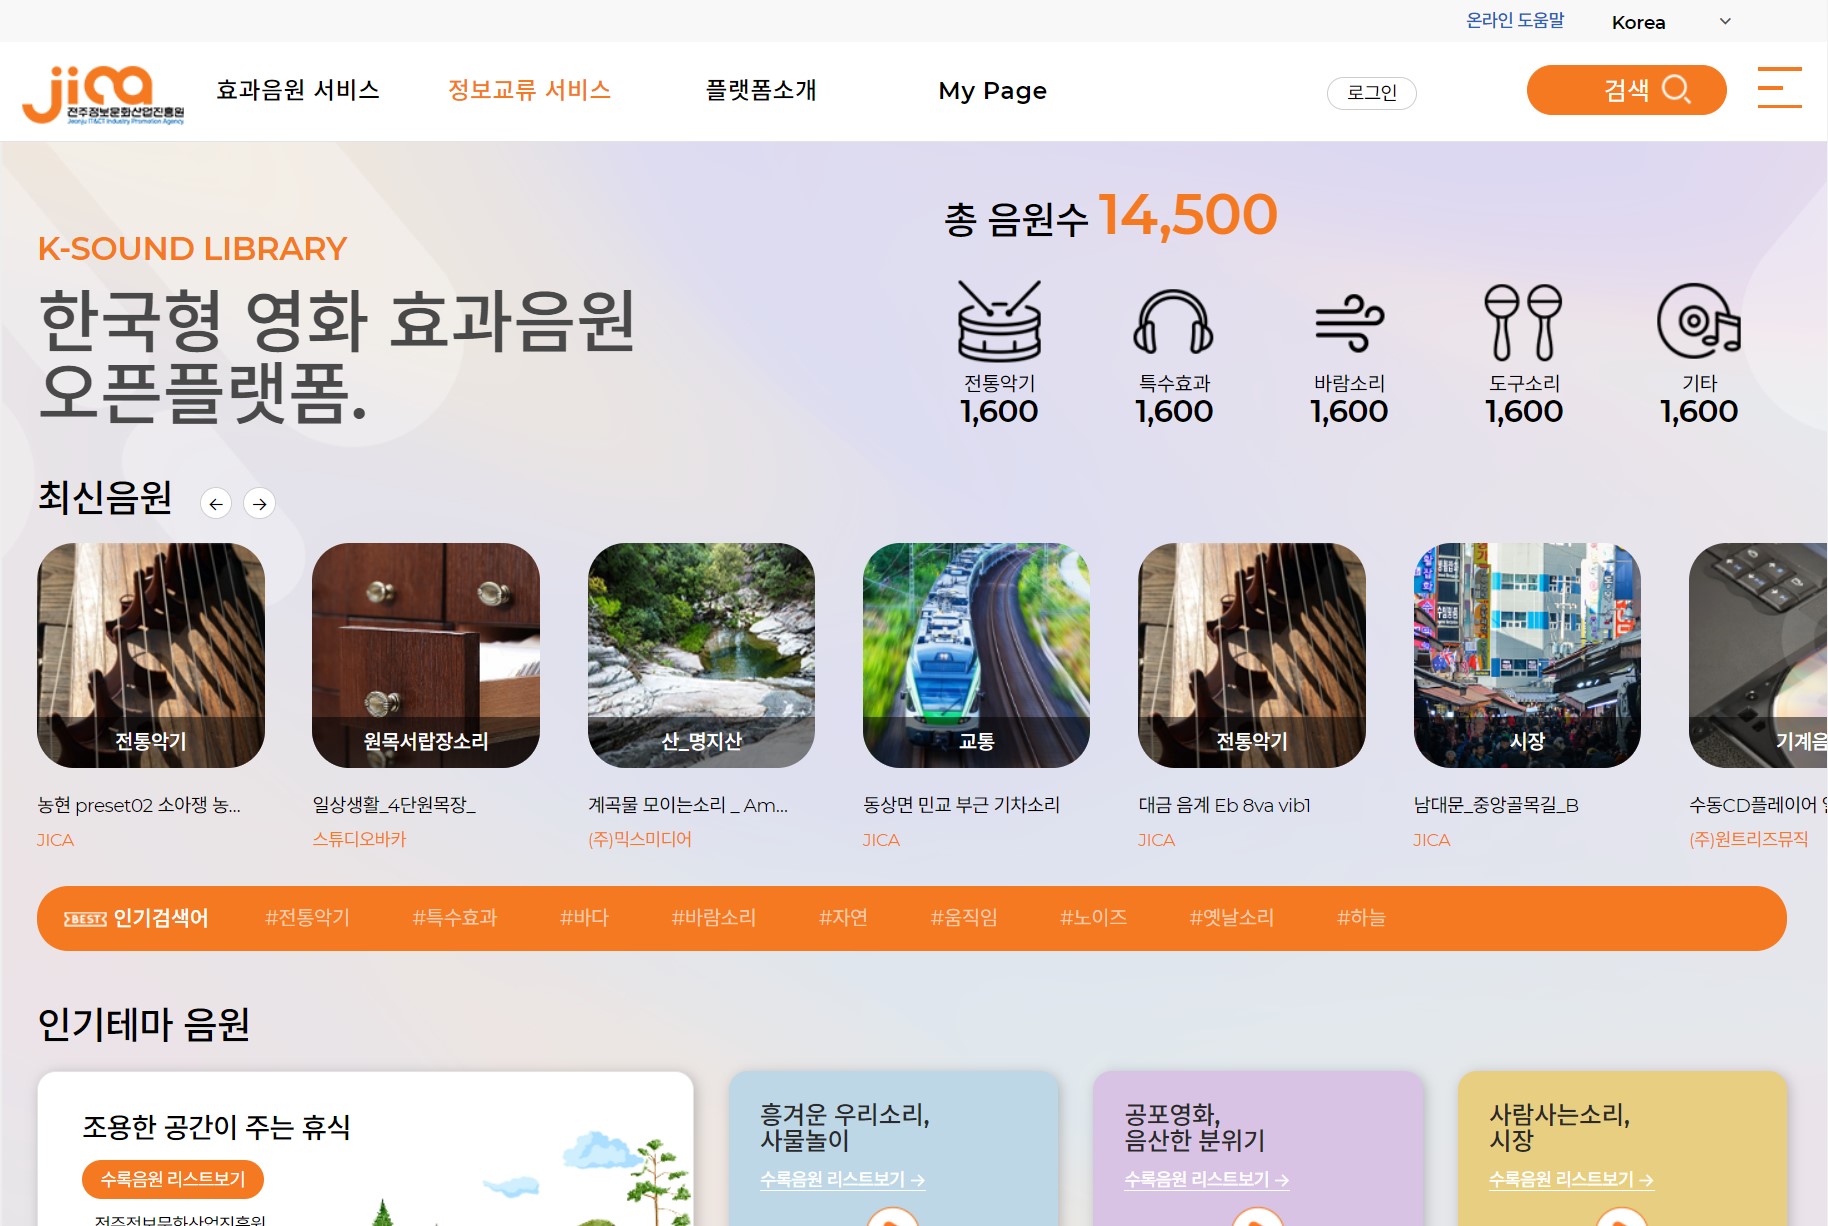 온라인 도움말
Korea
jica
전주정보문화산업진흥원
Jeonju IT&CT Industry Promotion Agency
효과음원 서비스
정보교류 서비스
플랫폼소개
My Page
로그인
검색
K-SOUND LIBRARY
한국형 영화 효과음원
오픈플랫폼.
총 음원수 14,500
전통악기
1,600
특수효과
1,600
바람소리
1,600
도구소리
1,600
기타
1,600
최신음원
전통악기
농현 preset02 소아쟁 농...
JICA
원목서랍장소리
일상생활_4단원목장_
스튜디오바카
산_명지산
계곡물 모이는소리 _ Am...
(주)믹스미디어
교통
동상면 민교 부근 기차소리
JICA
전통악기
대금 음계 Eb 8va vib1
JICA
시장
남대문_중앙골목길_B
JICA
기계음
수동CD플레이어
(주)원트리즈뮤직
BEST 인기검색어
#전통악기
#특수효과
#바다
#바람소리
#자연
#움직임
#노이즈
#옛날소리
#하늘
인기테마 음원
조용한 공간이 주는 휴식
수록음원 리스트보기
전주정보문화산업진흥원
흥겨운 우리소리,
사물놀이
수록음원 리스트보기 →
공포영화,
음산한 분위기
수록음원 리스트보기 →
사람사는소리,
시장
수록음원 리스트보기 →